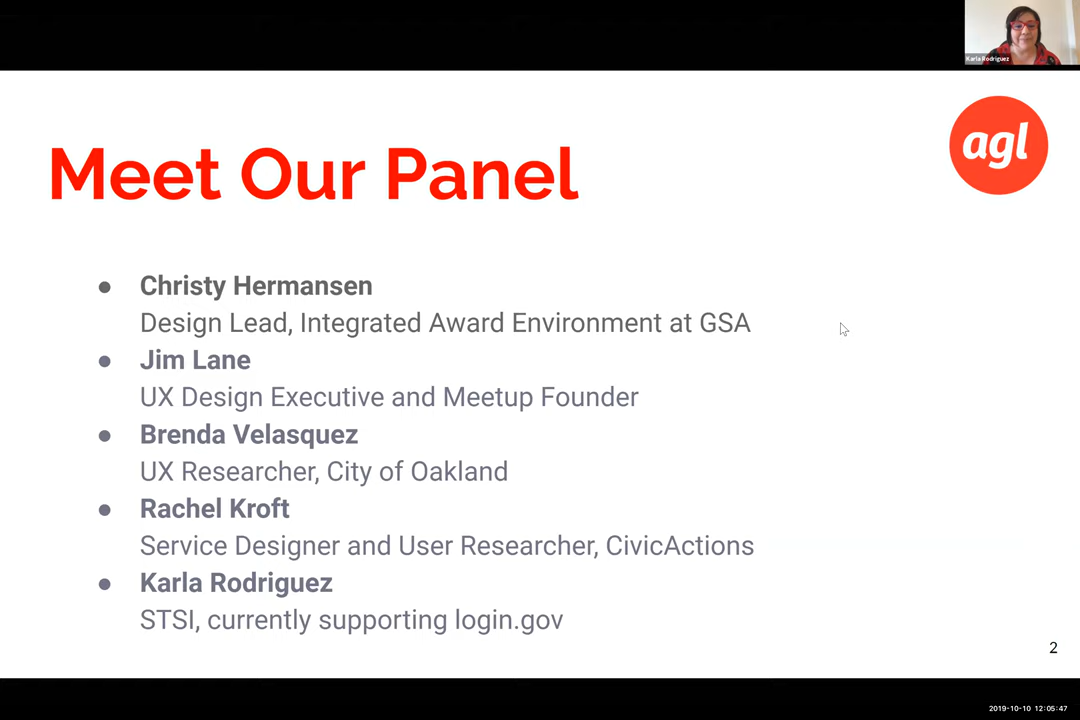 Karla Rodriguez
agl
Meet Our Panel
● Christy Hermansen
Design Lead, Integrated Award Environment at GSA
● Jim Lane
UX Design Executive and Meetup Founder
● Brenda Velasquez
UX Researcher, City of Oakland
● Rachel Kroft
Service Designer and User Researcher, CivicActions
● Karla Rodriguez
STSI, currently supporting login.gov
2
2019-10-10 12:05:47